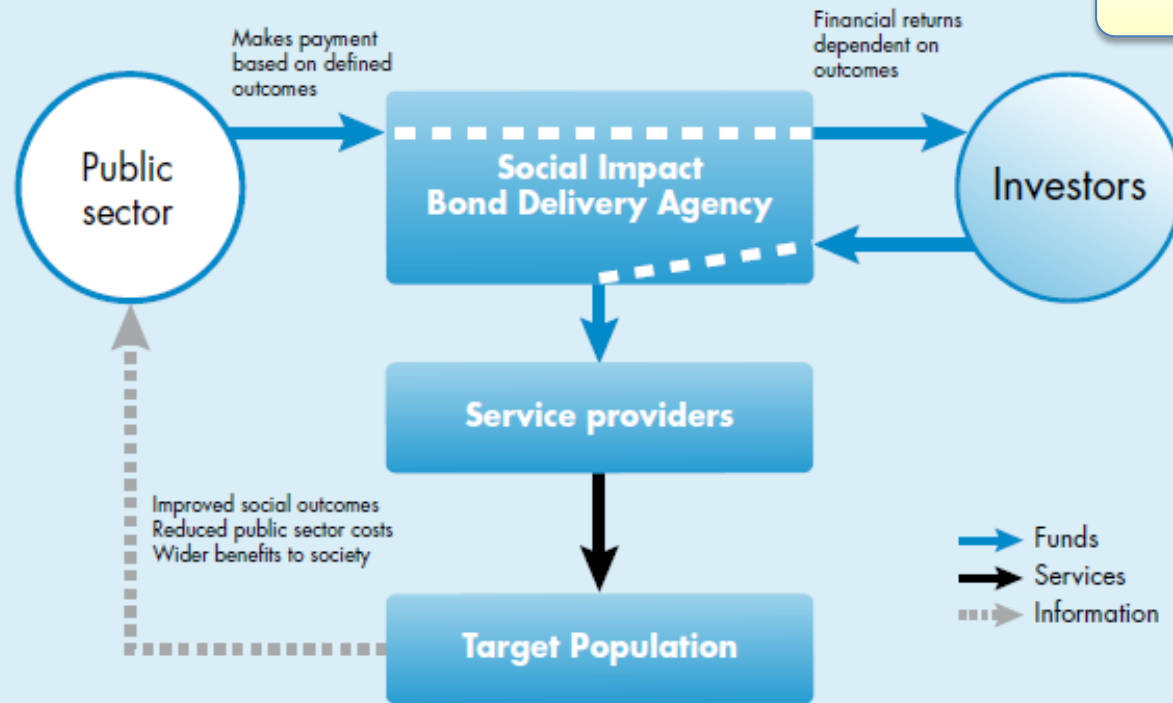 Makes payment
based on defined
outcomes
Financial returns
dependent on
outcomes
Public
sector
Social Impact
Bond Delivery Agency
Investors
Service providers
Improved social outcomes
Reduced public sector costs
Wider benefits to society
Funds
Services
Information
Target Population